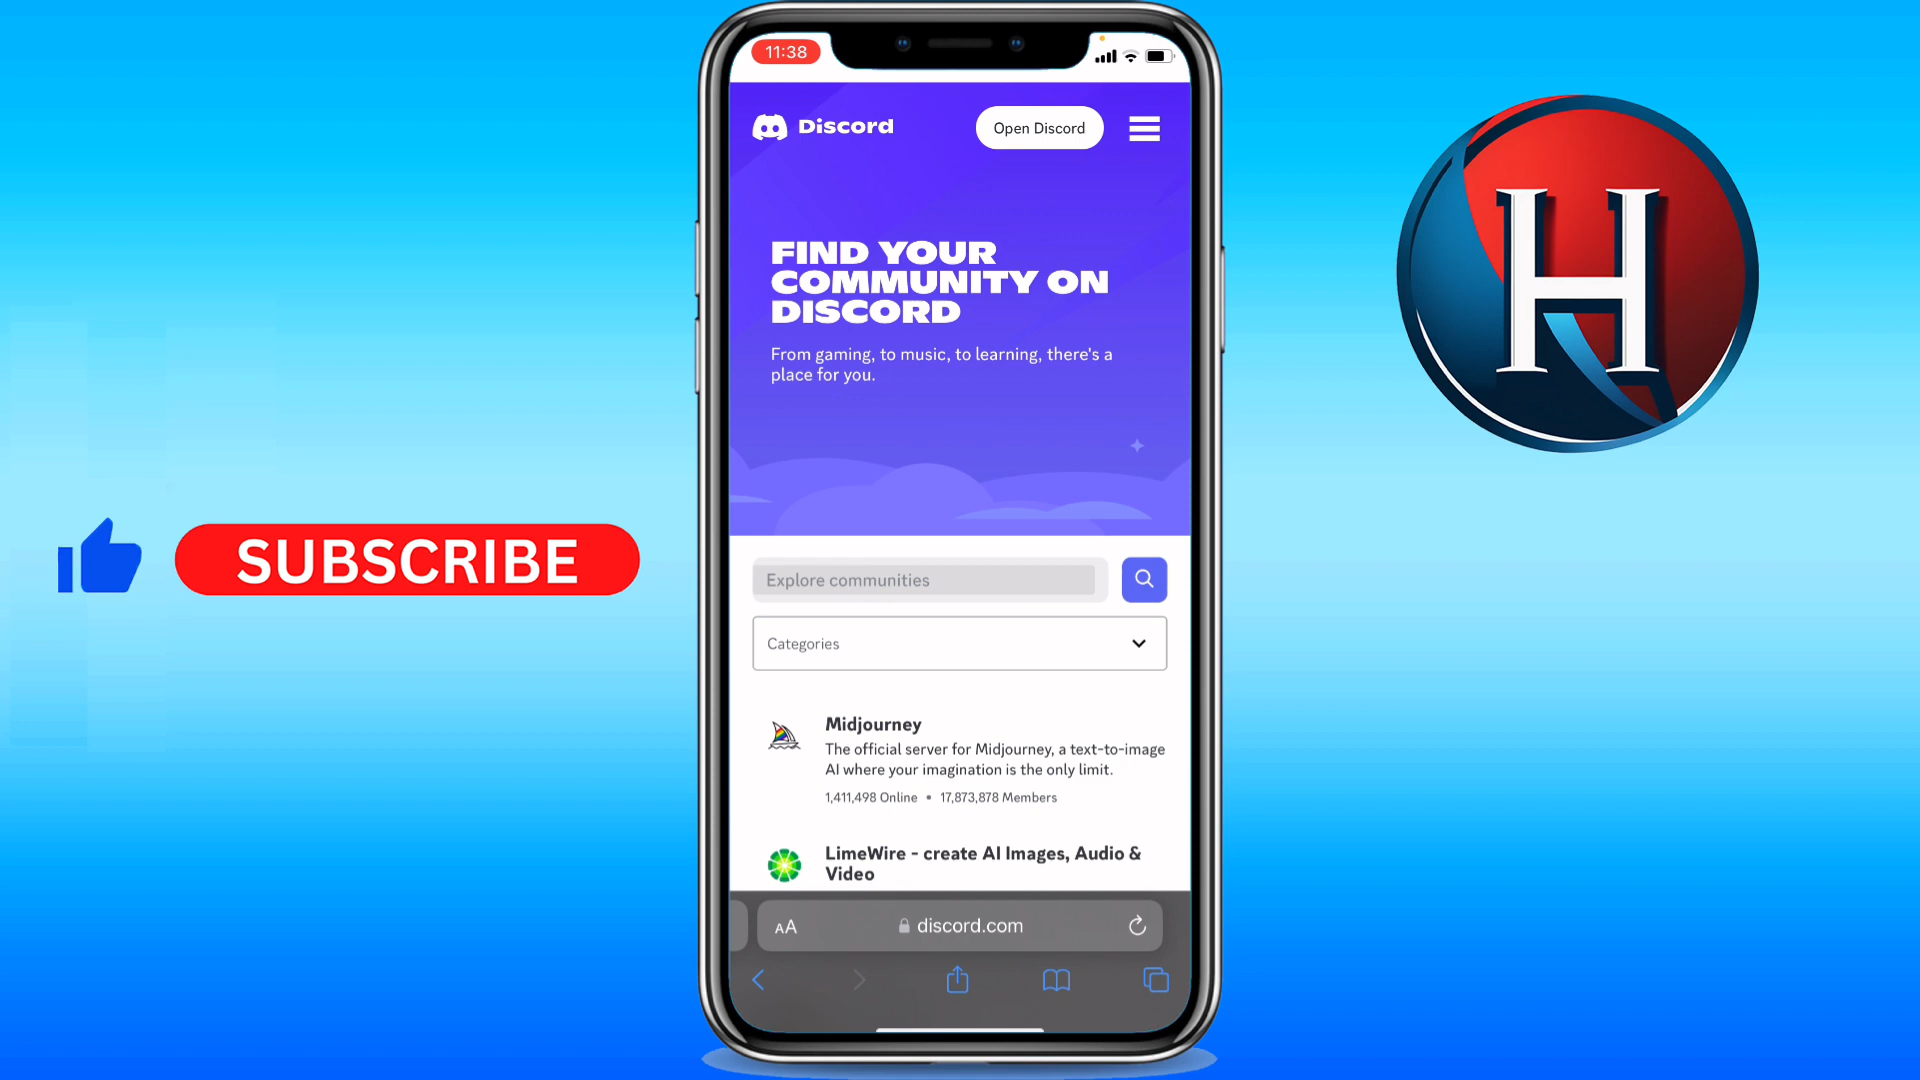 11:38
Discord
Open Discord
FIND YOUR
COMMUNITY ON
DISCORD
From gaming, to music, to learning, there's a
place for you.
H
SUBSCRIBE
Explore communities
Categories
Midjourney
The official server for Midjourney, a text-to-image
AI where your imagination is the only limit.
1,411,498 Online • 17,873,878 Members
LimeWire - create AI Images, Audio &
Video
AA
discord.com